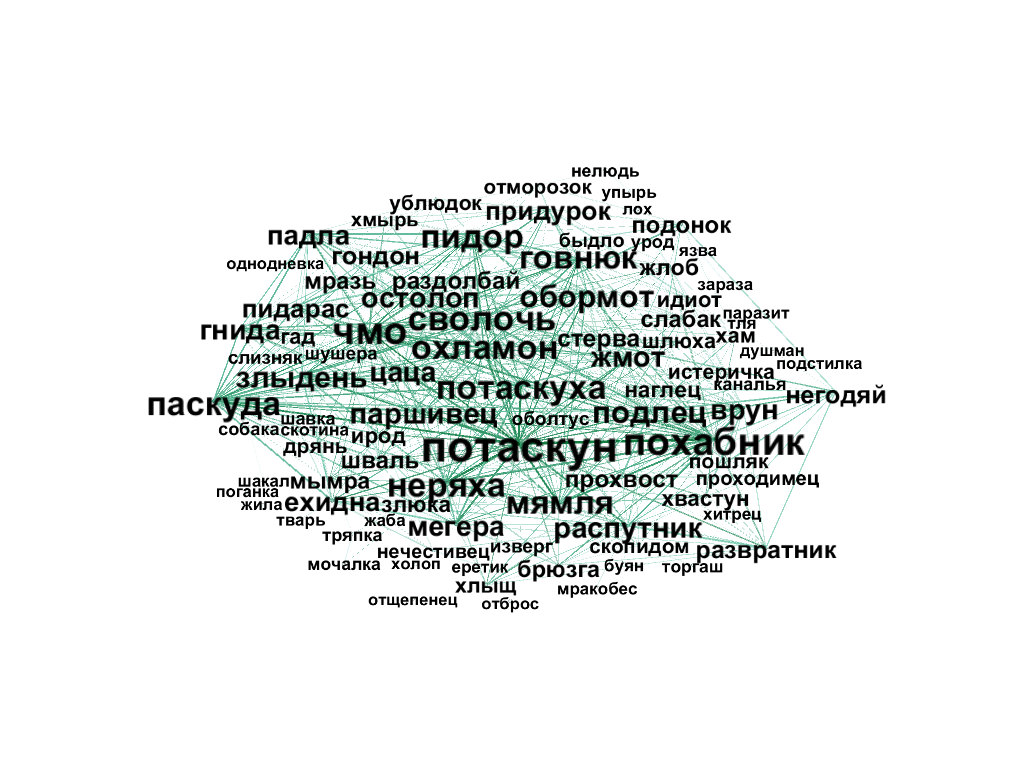 нелюдь
отморозок
упырь
ублюдок
придурок
лох
хмырь
подонок
падла
пидор
быдло
урод
язва
гондон
говнюк
жлоб
однодневка
мразь
раздолбай
зараза
остолоп
обормот
идиот
пидарас
паразит
чмо
сволочь
слабак
тля
гнида
гад
хам
стерва
шлюха
охламон
душман
слизняк
шушера
жмот
подстилка
злыдень
цаца
истеричка
каналья
потаскуха
наглец
негодяй
паскуда
паршивец
оболтус
подлец
врун
шавка
собака
скотина
ирод
дрянь
потаскун
похабник
шваль
пошляк
шакал
мымра
неряха
прохвост
проходимец
поганка
жила
ехидна
злюка
мямля
хвастун
хитрец
тварь
жаба
мегера
распутник
тряпка
нечестивец
изверг
скопидом
развратник
мочалка
холоп
еретик
брюзга
буян
торгаш
хлыщ
мракобес
отщепенец
отброс